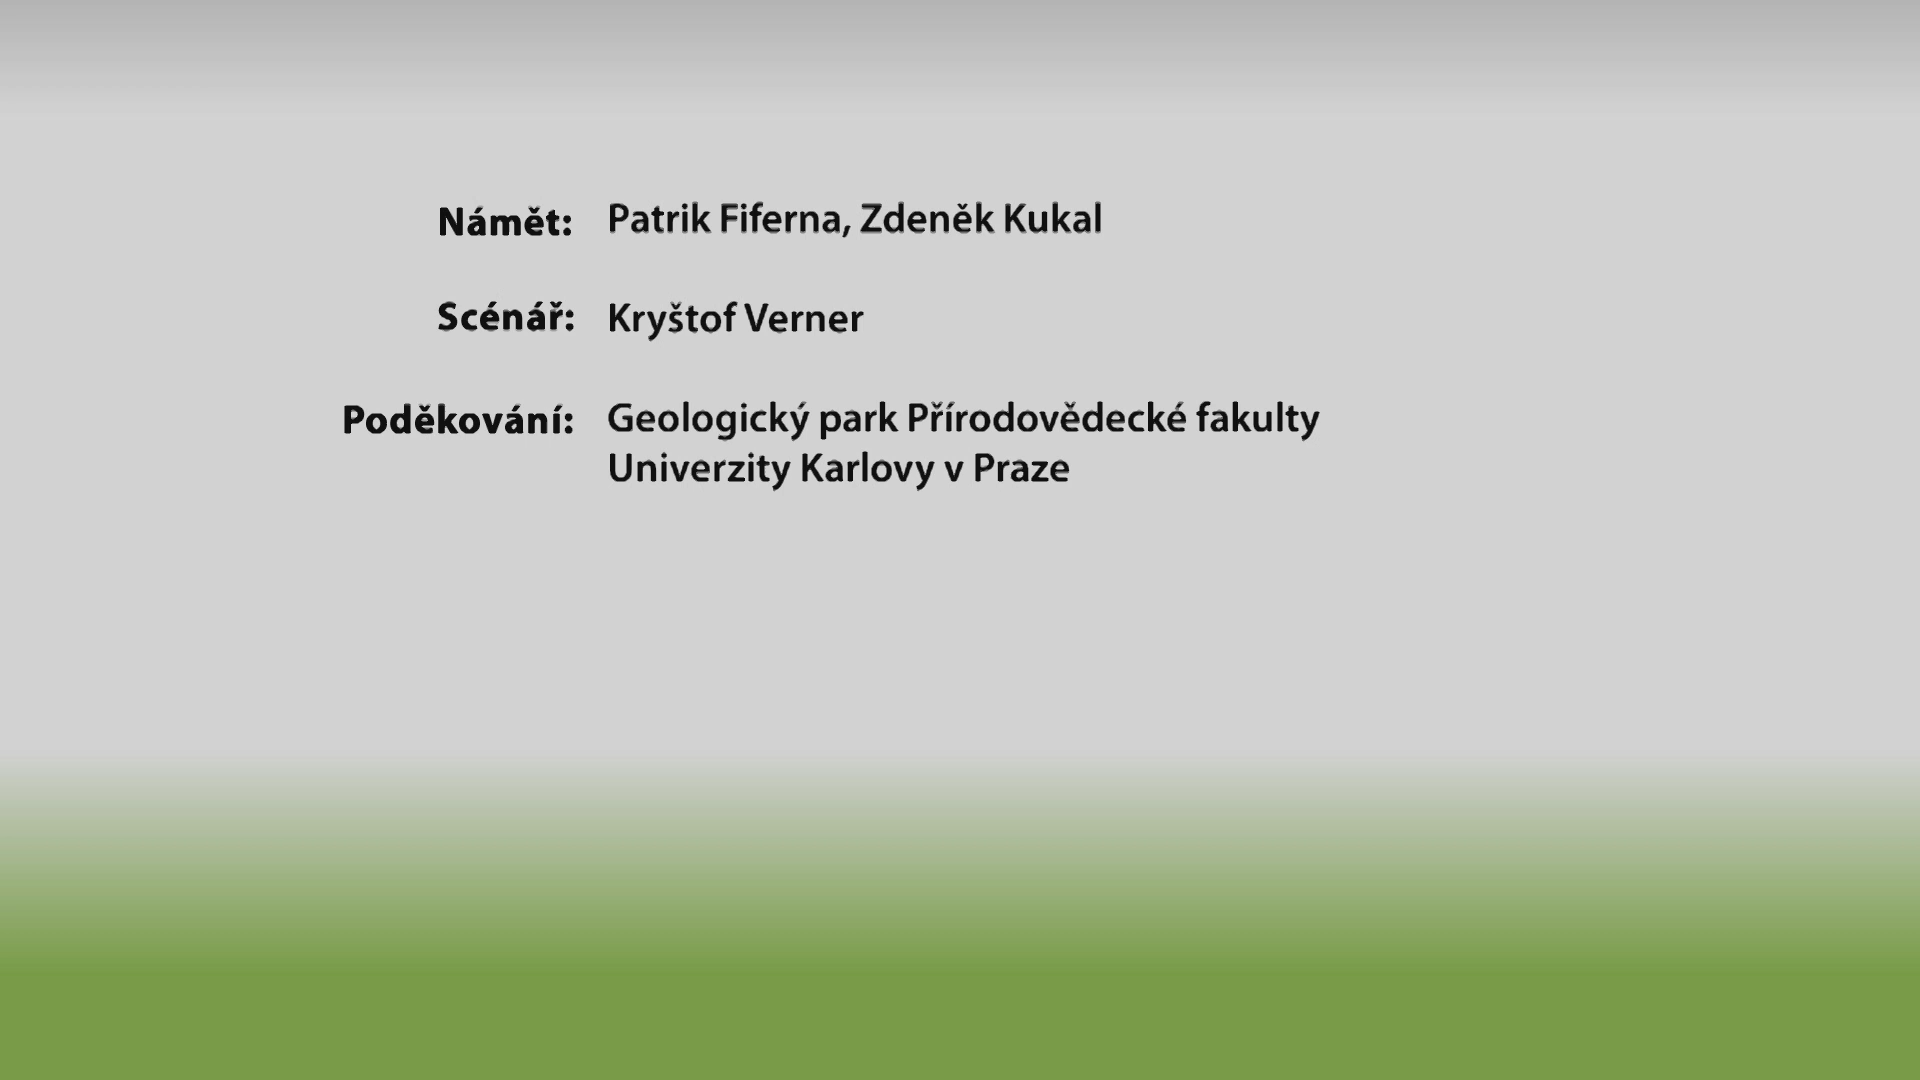 Námět: Patrik Fiferna, Zdeněk Kukal
Scénář: Kryštof Verner
Poděkování: Geologický park Přírodovědecké fakulty
Univerzity Karlovy v Praze